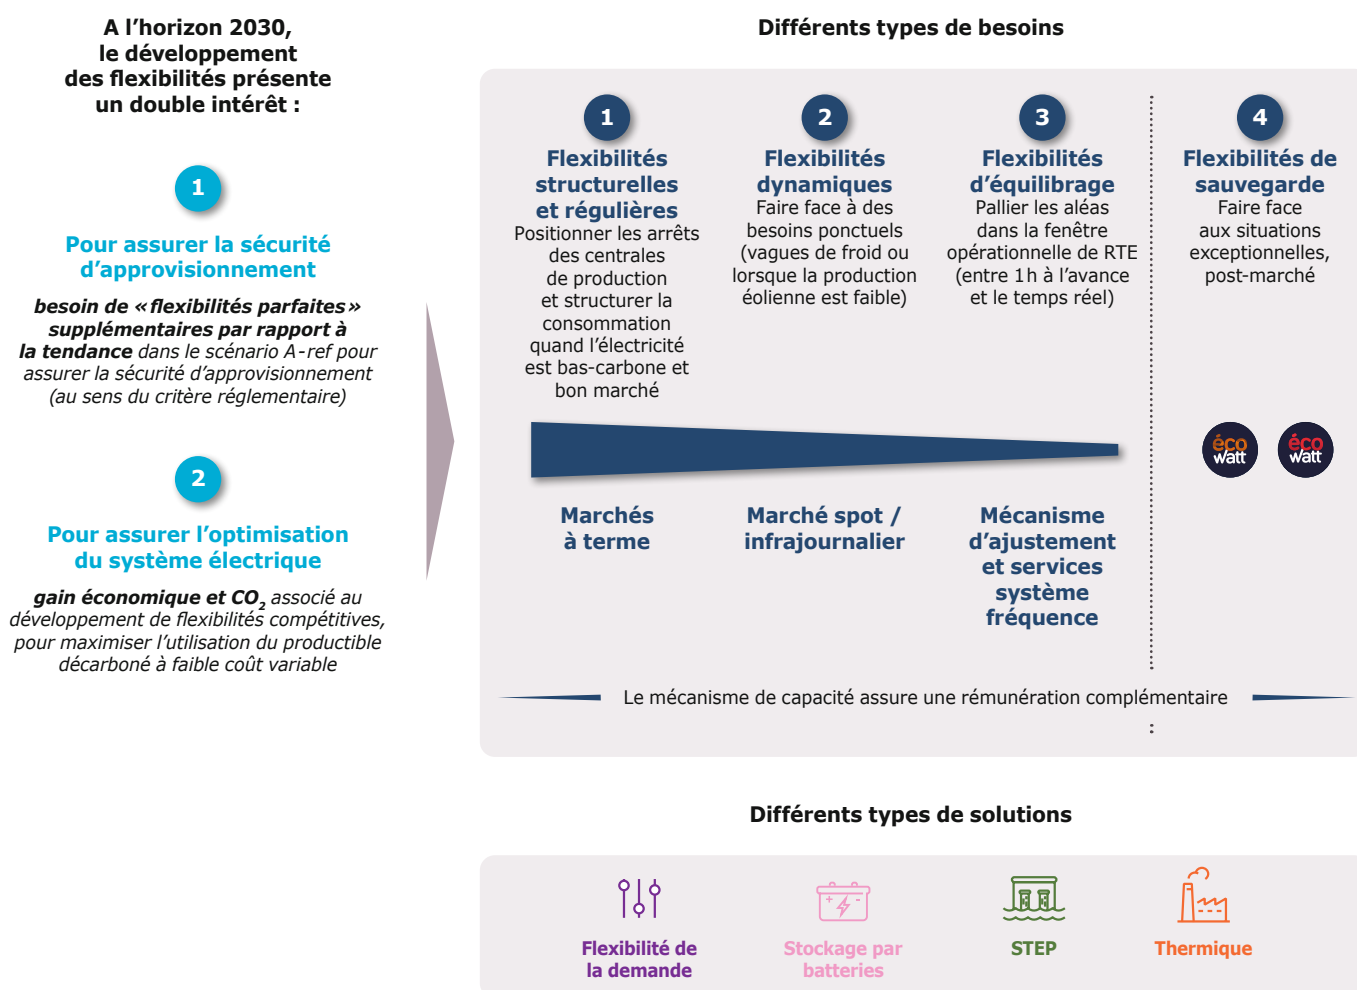 A l’horizon 2030,
le développement
des flexibilités présente
un double intérêt :
1
Pour assurer la sécurité
d’approvisionnement
besoin de « flexibilités parfaites »
supplémentaires par rapport à
la tendance dans le scénario A-ref pour
assurer la sécurité d’approvisionnement
(au sens du critère réglementaire)
2
Pour assurer l’optimisation
du système électrique
gain économique et CO₂ associé au
développement de flexibilités compétitives,
pour maximiser l’utilisation du productible
décarboné à faible coût variable
Différents types de besoins
1
Flexibilités
structurelles
et régulières
Positionner les arrêts
des centrales
de production
et structurer la
consommation
quand l’électricité
est bas-carbone et
bon marché
2
Flexibilités
dynamiques
Faire face à des
besoins ponctuels
(vagues de froid ou
lorsque la production
éolienne est faible)
3
Flexibilités
d’équilibrage
Pallier les aléas
dans la fenêtre
opérationnelle de RTE
(entre 1h à l’avance
et le temps réel)
4
Flexibilités de
sauvegarde
Faire face
aux situations
exceptionnelles,
post-marché
éco
watt
éco
watt
Marchés
à terme
Marché spot /
infrajournalier
Mécanisme
d’ajustement
et services
système
fréquence
Le mécanisme de capacité assure une rémunération complémentaire
Différents types de solutions
Flexibilité de
la demande
Stockage par
batteries
STEP
Thermique